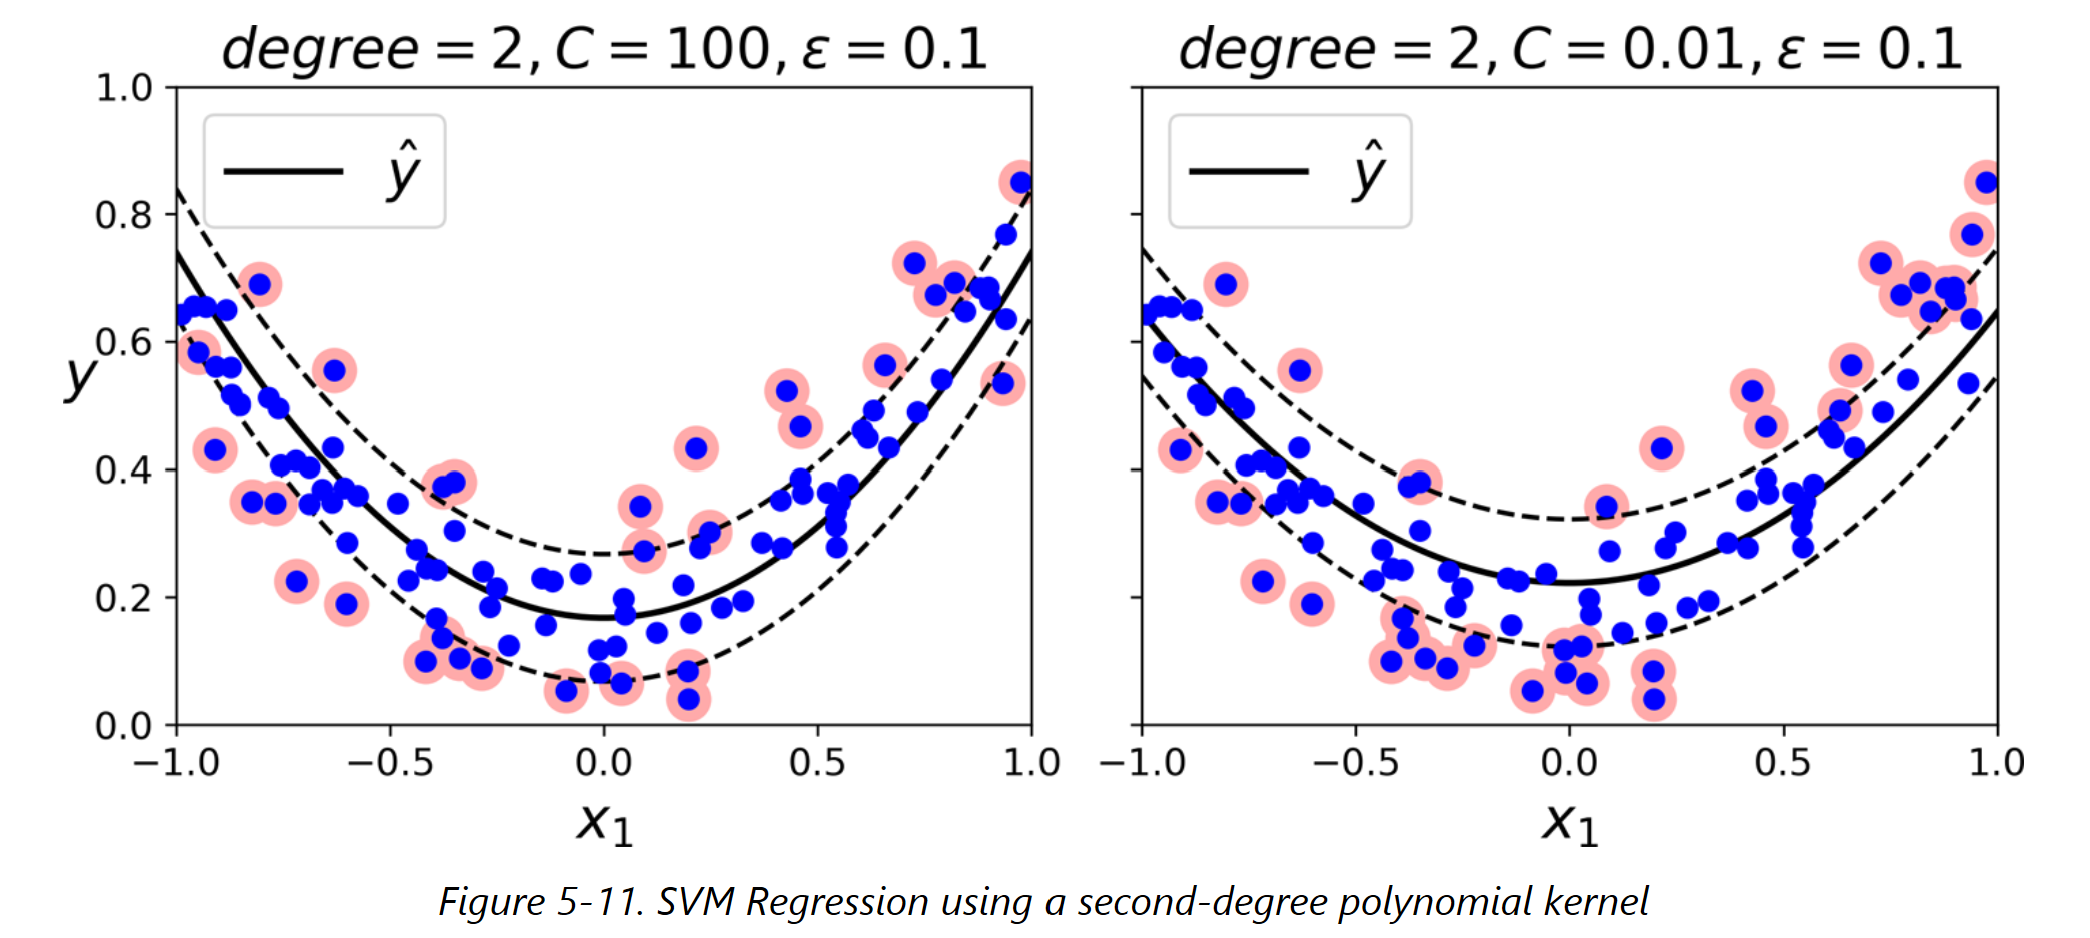 degree = 2, C = 100, ε = 0.1
degree = 2, C = 0.01, ε = 0.1
ŷ
ŷ
1.0
0.8
0.6
0.4
0.2
0.0
y
−1.0 −0.5 0.0 0.5 1.0
−1.0 −0.5 0.0 0.5 1.0
x₁
x₁
Figure 5-11. SVM Regression using a second-degree polynomial kernel